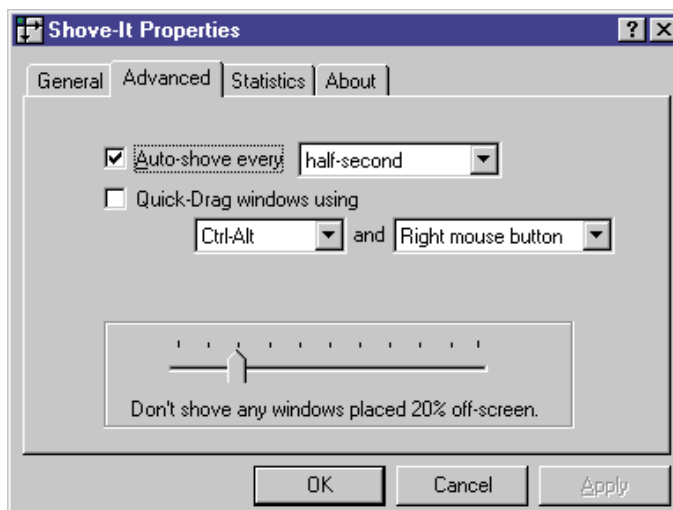 Shove-It Properties
General Advanced Statistics About
Auto-shove every half-second
Quick-Drag windows using
Ctrl-Alt and Right mouse button
Don't shove any windows placed 20% off-screen.
OK Cancel Apply